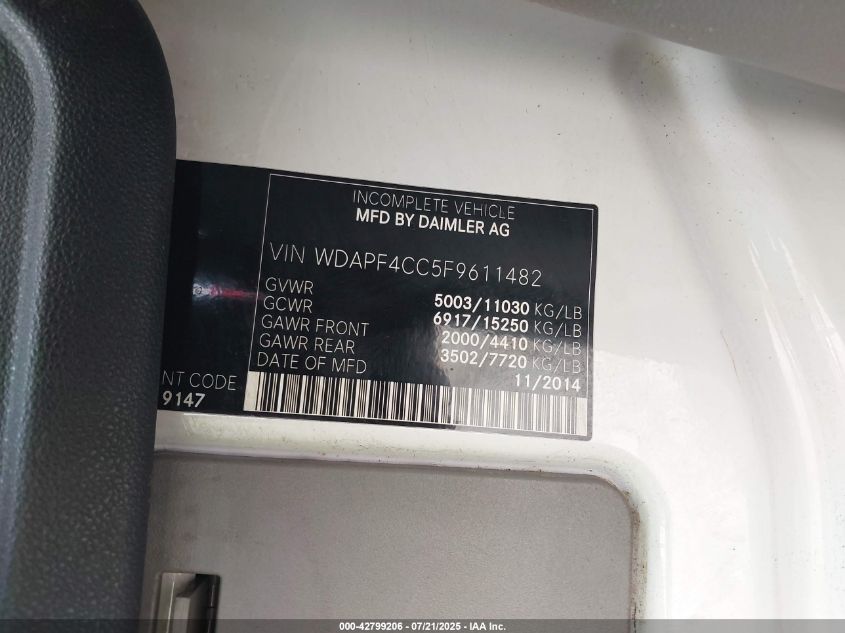 INCOMPLETE VEHICLE
MFD BY DAIMLER AG
VIN WDAPF4CC5F9611482
GVWR 5003/11030 KG/LB
GCWR 6917/15250 KG/LB
GAWR FRONT 2000/4410 KG/LB
GAWR REAR 3502/7720 KG/LB
DATE OF MFD 11/2014
NT CODE
9147
000-42799206 - 07/21/2025 - IAA Inc.